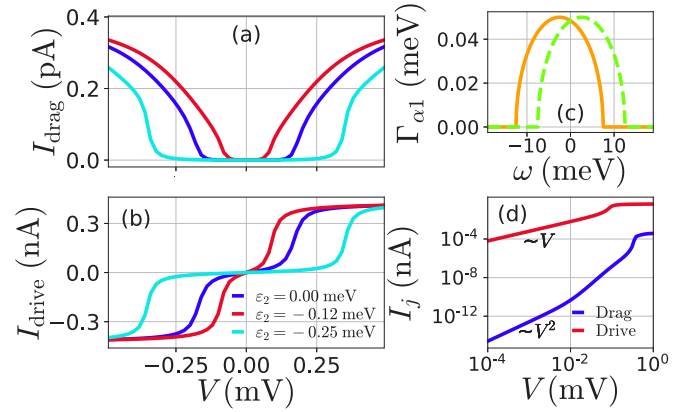 0.4
0.2
0.0
I_drag (pA)
(a)
0.05
0.00
Γ_α1 (meV)
(c)
−10 0 10
ω (meV)
0.3
0.0
−0.3
I_drive (nA)
(b)
ε₂ = 0.00 meV
ε₂ = −0.12 meV
ε₂ = −0.25 meV
−0.25 0.00 0.25
V (mV)
10⁻⁴
10⁻⁸
10⁻¹²
I_j (nA)
(d)
~V
~V²
Drag
Drive
10⁻⁴ 10⁻² 10⁰
V (mV)